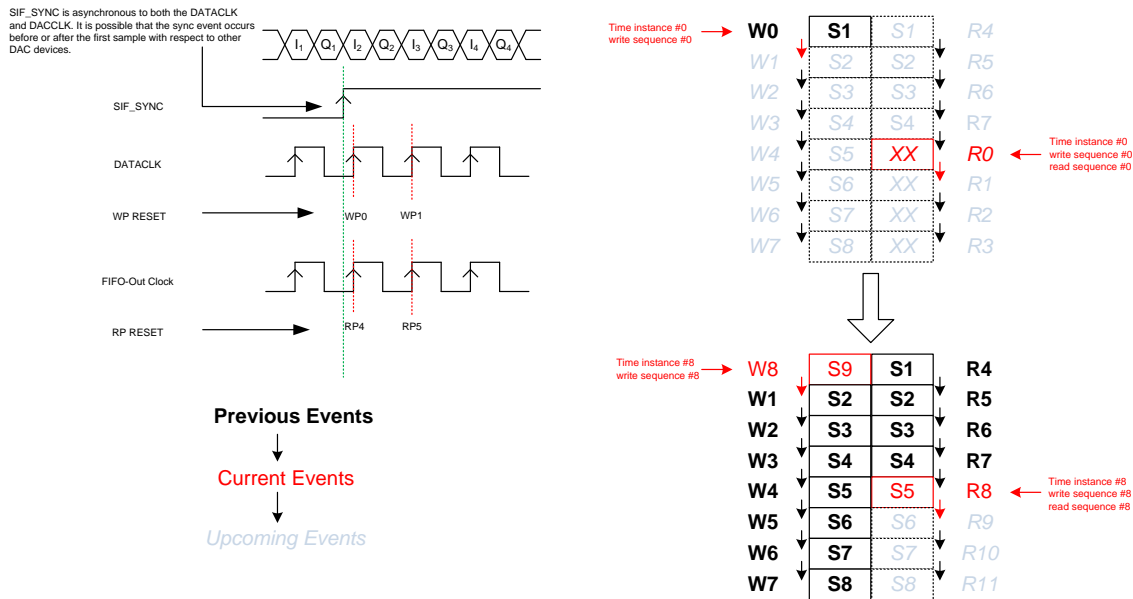 SIF_SYNC is asynchronous to both the DATACLK
and DACCLK. It is possible that the sync event occurs
before or after the first sample with respect to other
DAC devices.
I1 Q1 I2 Q2 I3 Q3 I4 Q4
SIF_SYNC
DATACLK
WP RESET
WP0 WP1
FIFO-Out Clock
RP RESET
RP4 RP5
Previous Events
Current Events
Upcoming Events
Time instance #0
write sequence #0
W0 S1 S1 R4
W1 S2 S2 R5
W2 S3 S3 R6
W3 S4 S4 R7
W4 S5 XX R0
Time instance #0
write sequence #0
read sequence #0
W5 S6 XX R1
W6 S7 XX R2
W7 S8 XX R3
Time instance #8
write sequence #8
W8 S9 S1 R4
W1 S2 S2 R5
W2 S3 S3 R6
W3 S4 S4 R7
W4 S5 S5 R8
Time instance #8
write sequence #8
read sequence #8
W5 S6 S6 R9
W6 S7 S7 R10
W7 S8 S8 R11